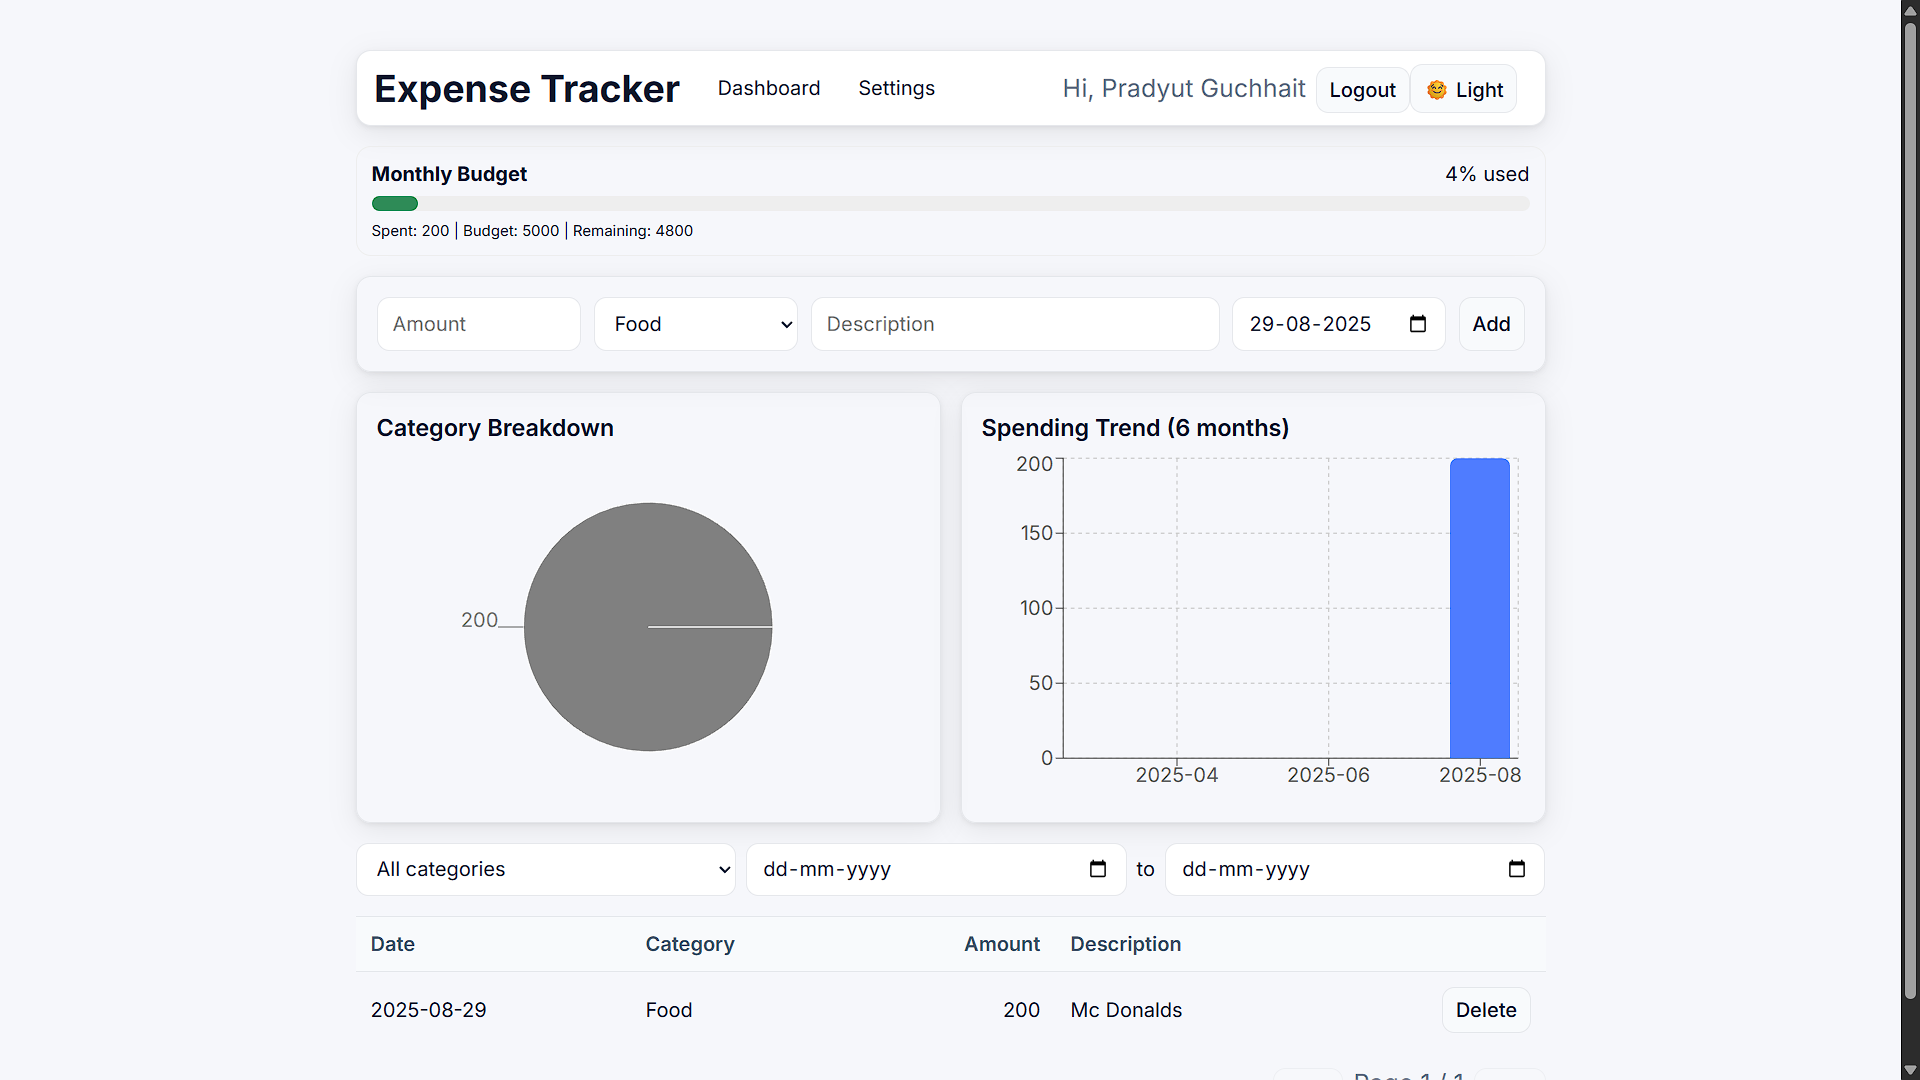 Expense Tracker Dashboard Settings Hi, Pradyut Guchhait Logout 🌞 Light
Monthly Budget 4% used
Spent: 200 | Budget: 5000 | Remaining: 4800
Amount Food Description 29-08-2025 Add
Category Breakdown
200
Spending Trend (6 months)
200
150
100
50
0
2025-04 2025-06 2025-08
All categories dd-mm-yyyy to dd-mm-yyyy
Date Category Amount Description
2025-08-29 Food 200 Mc Donalds Delete
Page 1 / 1